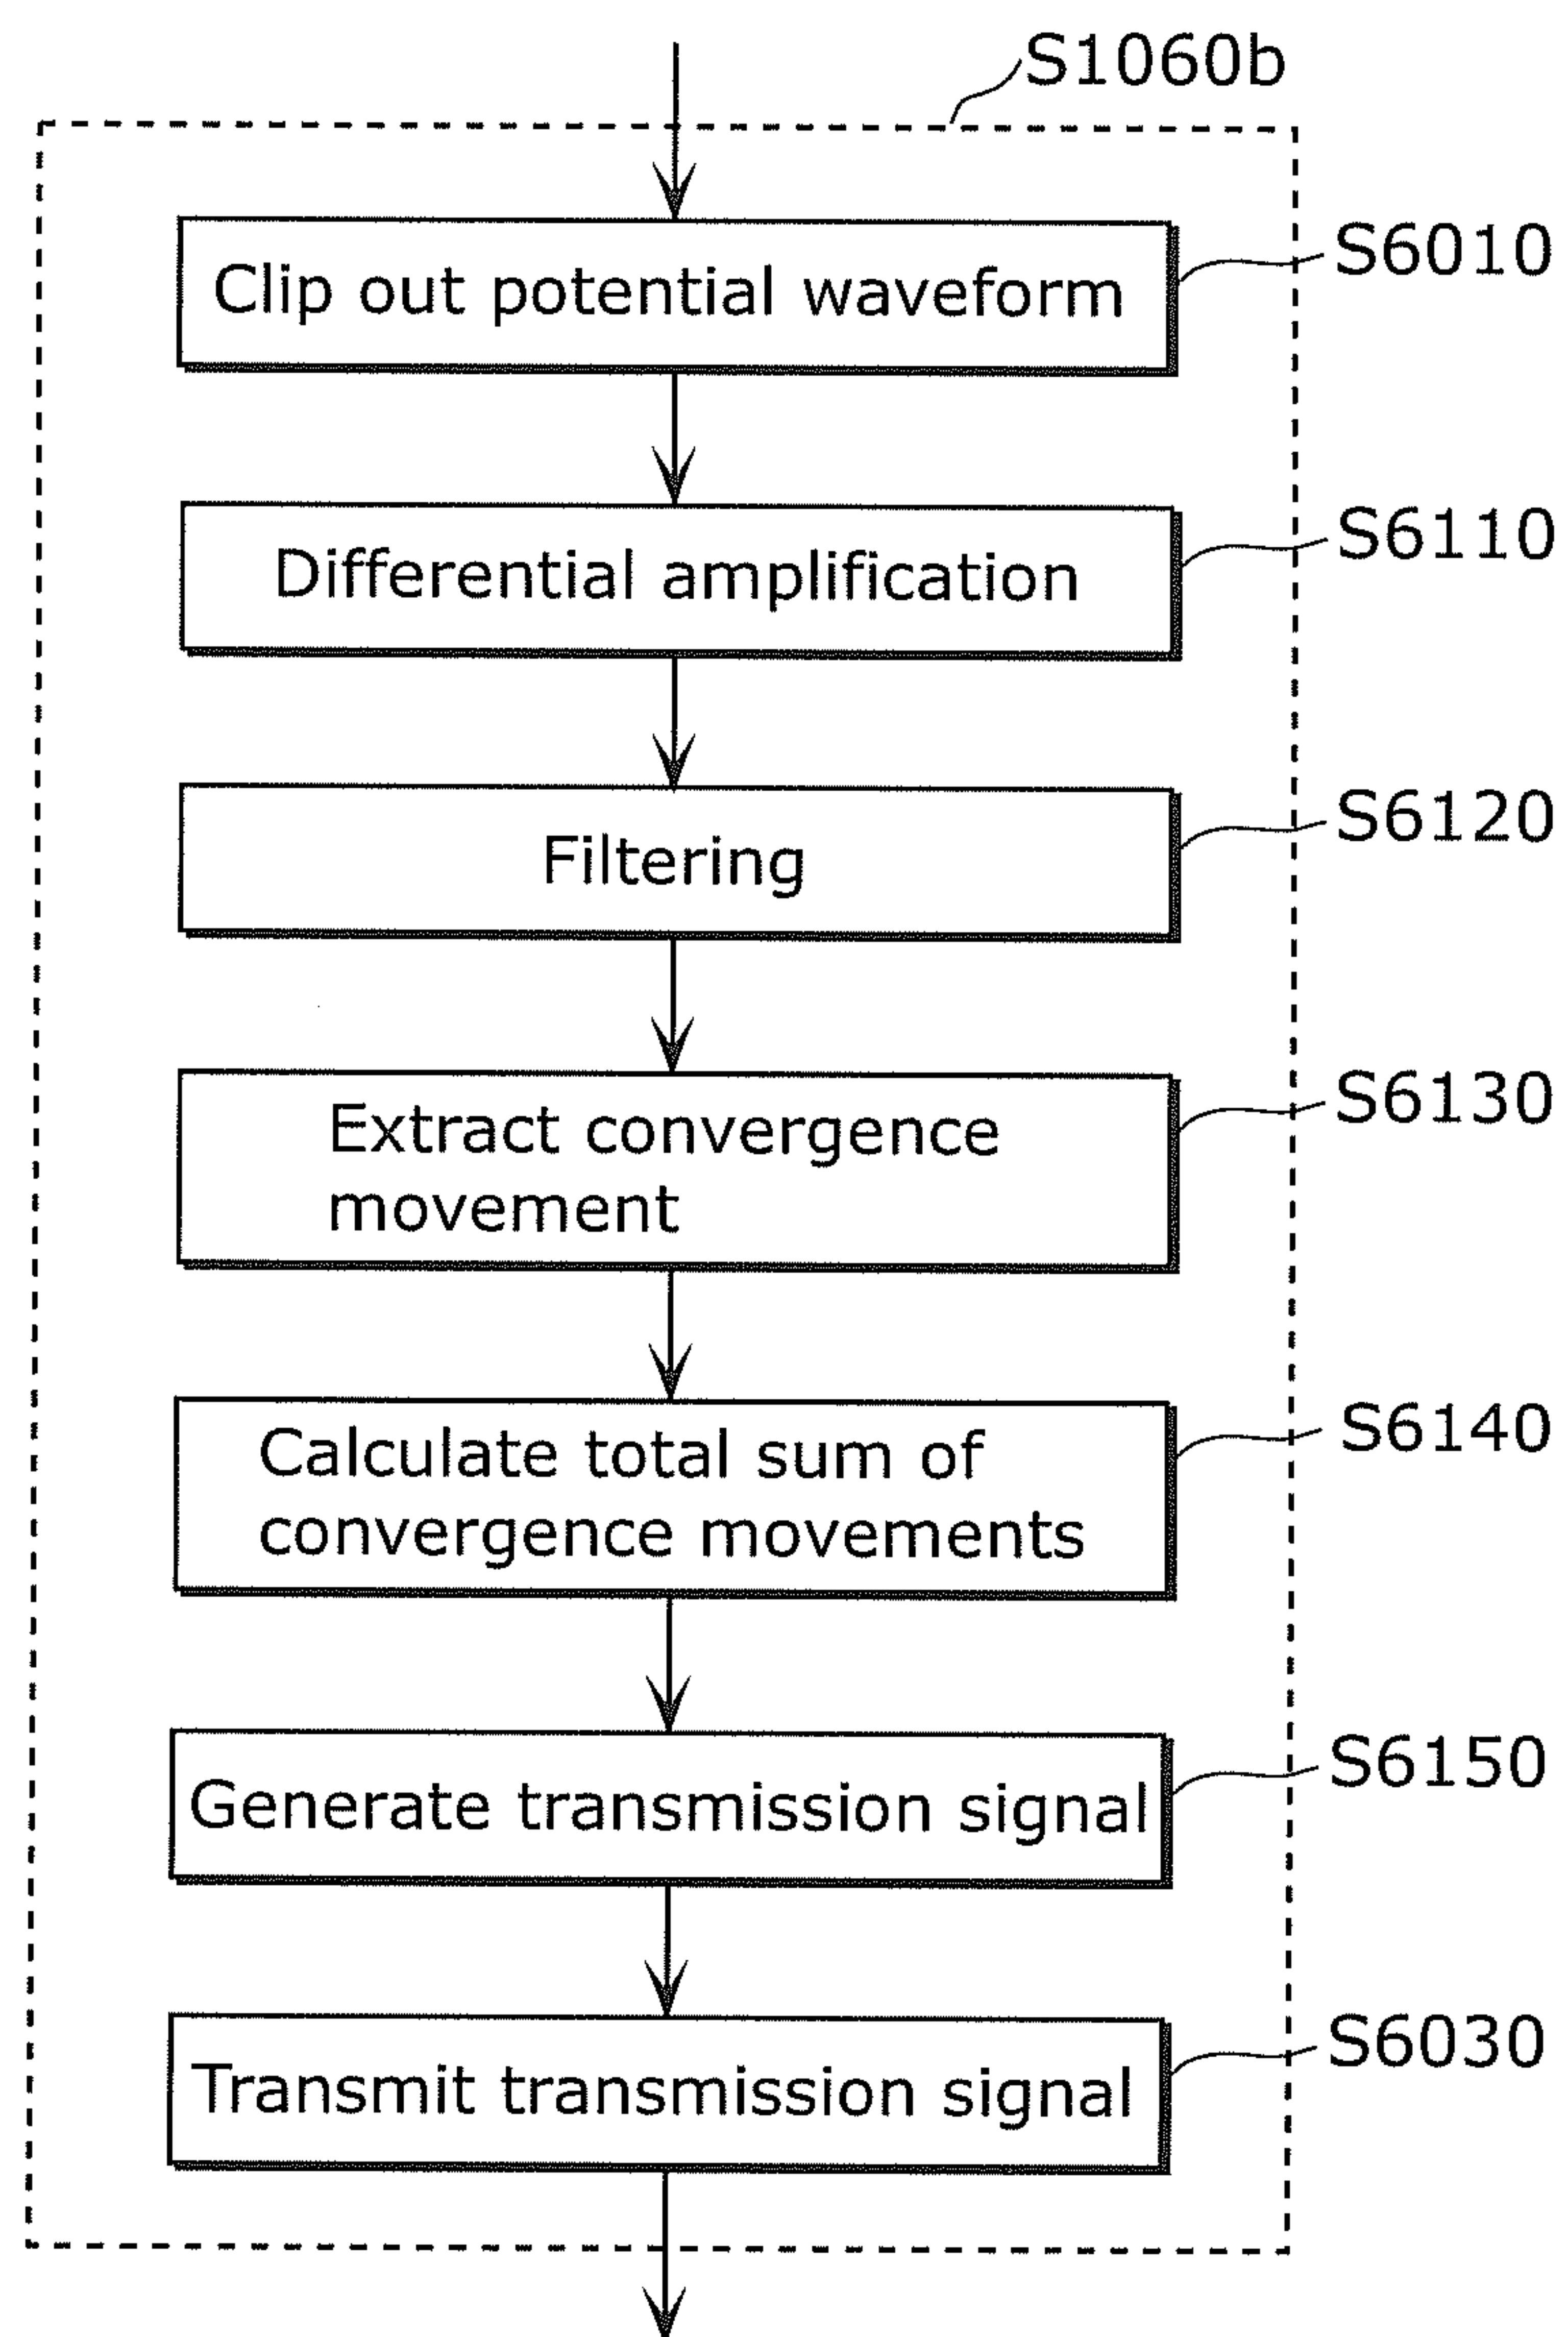 S1060b
Clip out potential waveform
S6010
Differential amplification
S6110
Filtering
S6120
Extract convergence
movement
S6130
Calculate total sum of
convergence movements
S6140
Generate transmission signal
S6150
Transmit transmission signal
S6030